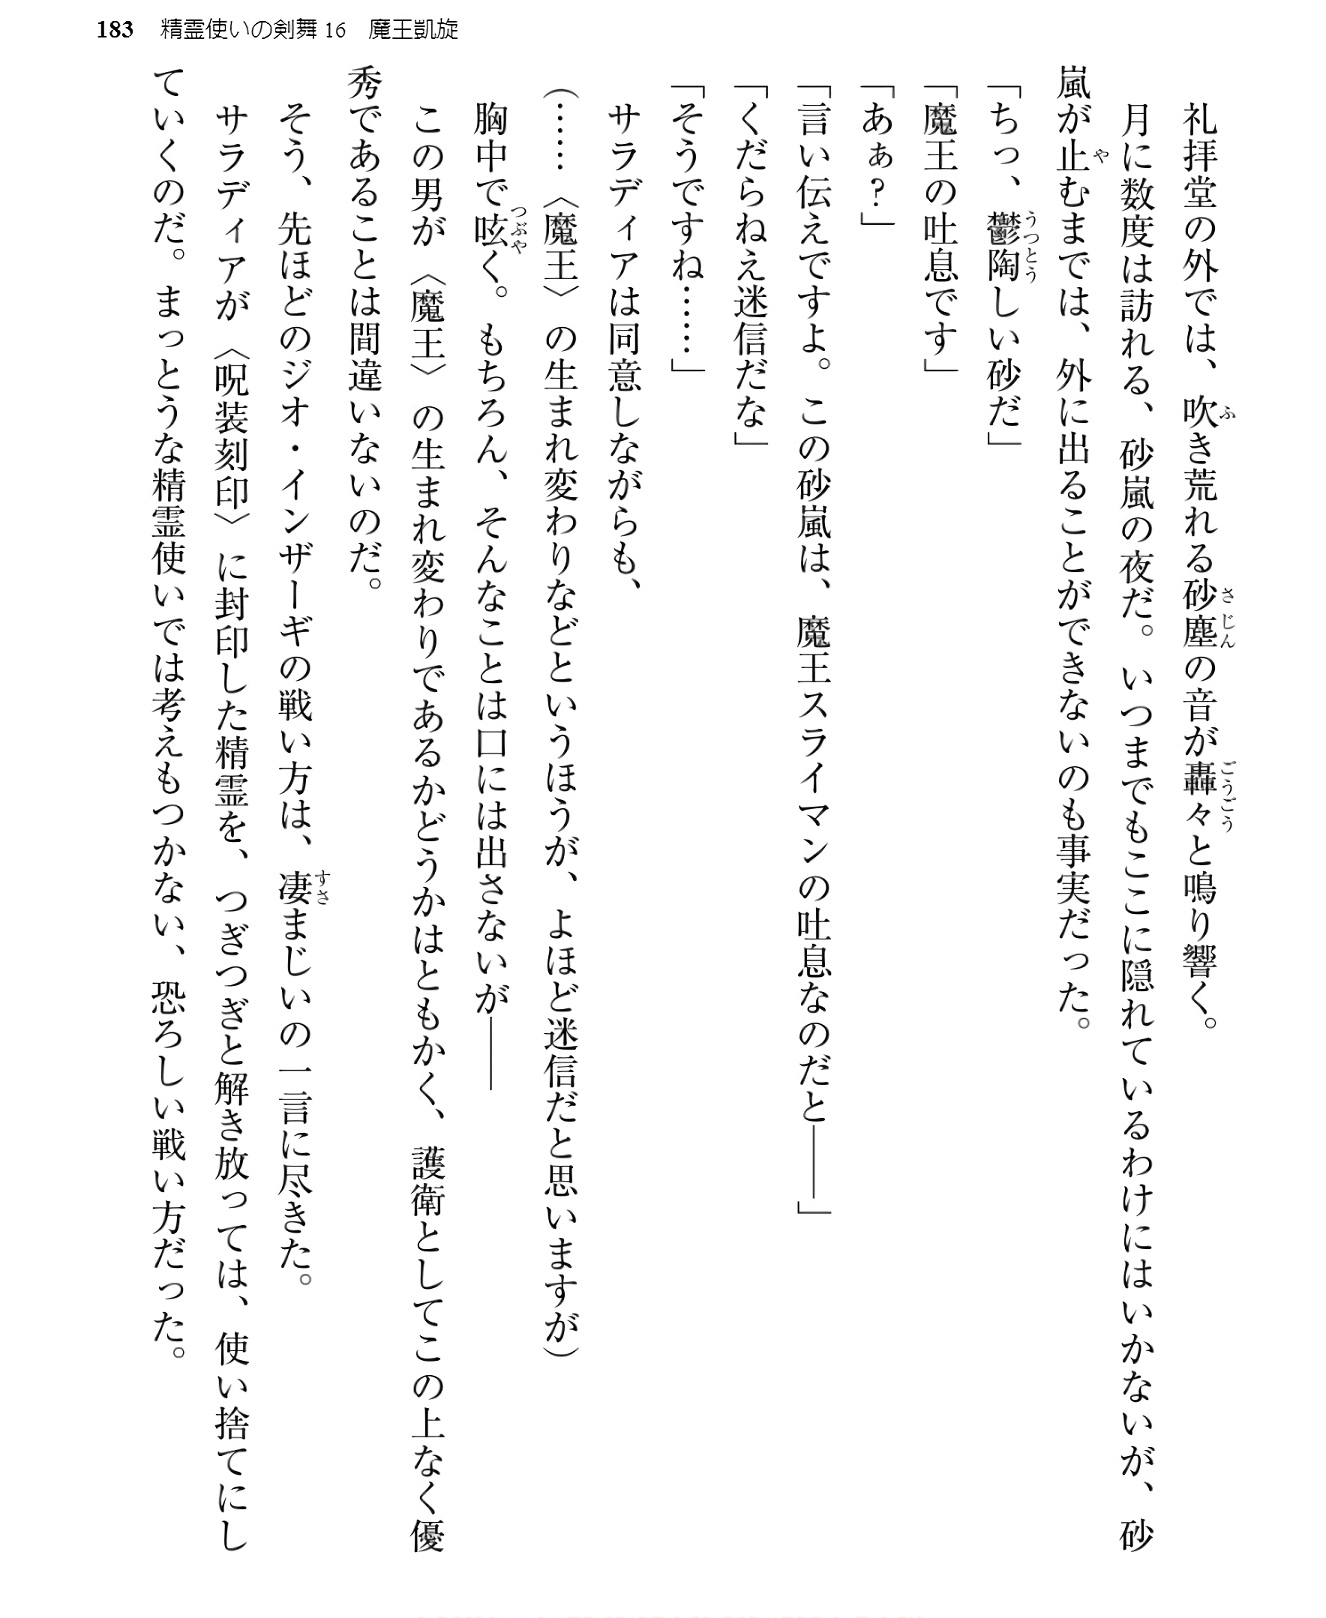 183 精霊使いの剣舞16 魔王凱旋
礼拝堂の外では、吹き荒れる砂塵の音が轟々と鳴り響く。
月に数度は訪れる、砂嵐の夜だ。いつまでもここに隠れているわけにはいかないが、砂
嵐が止むまでは、外に出ることができないのも事実だった。
「ちっ、鬱陶しい砂だ」
「魔王の吐息です」
「あぁ?」
「言い伝えですよ。この砂嵐は、魔王スライマンの吐息なのだと――」
「くだらねえ迷信だな」
「そうですね……」
サラディアは同意しながらも、
(……〈魔王〉の生まれ変わりなどというほうが、よほど迷信だと思いますが)
胸中で呟く。もちろん、そんなことは口には出さないが――
この男が〈魔王〉の生まれ変わりであるかどうかはともかく、護衛としてこの上なく優
秀であることは間違いないのだ。
そう、先ほどのジオ・インザーギの戦い方は、凄まじいの一言に尽きた。
サラディアが〈呪装刻印〉に封印した精霊を、つぎつぎと解き放っては、使い捨てにし
ていくのだ。まっとうな精霊使いでは考えもつかない、恐ろしい戦い方だった。